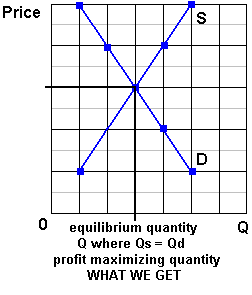 Price
S
D
0
Q
equilibrium quantity
Q where Qs = Qd
profit maximizing quantity
WHAT WE GET